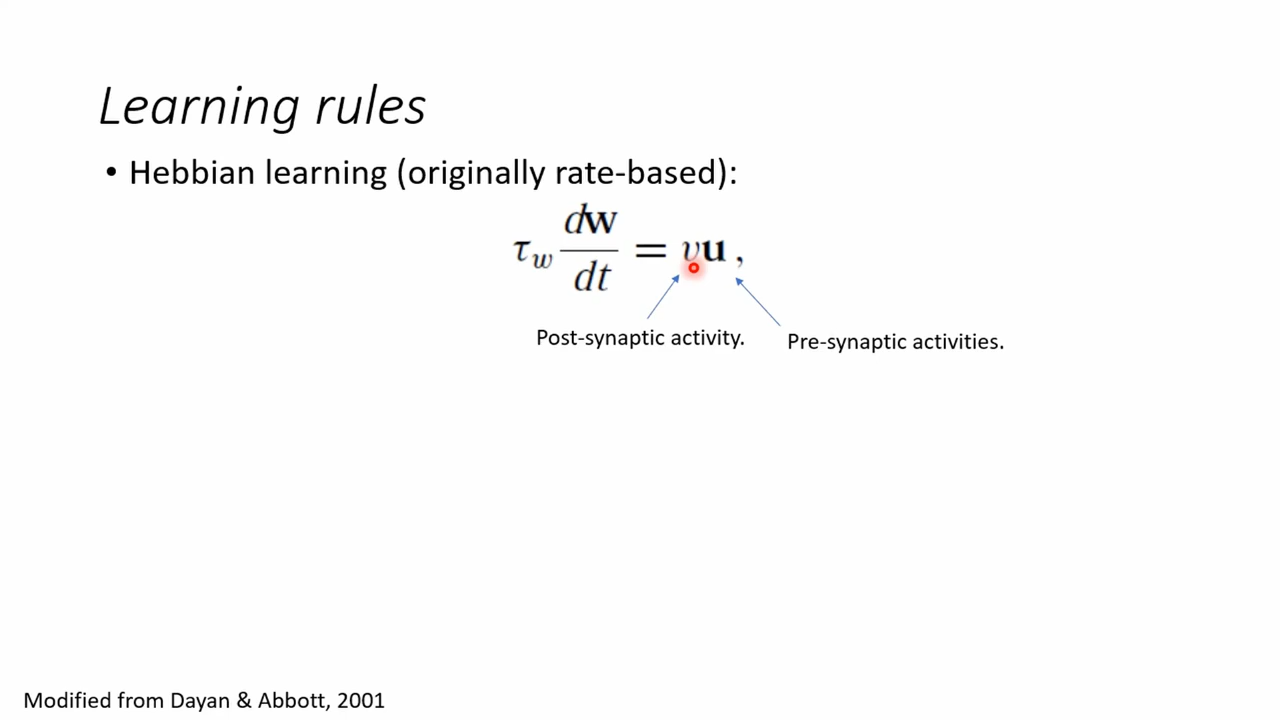 Learning rules
• Hebbian learning (originally rate-based):
τ_w d𝐰/dt = v𝐮 ,
Post-synaptic activity.
Pre-synaptic activities.
Modified from Dayan & Abbott, 2001